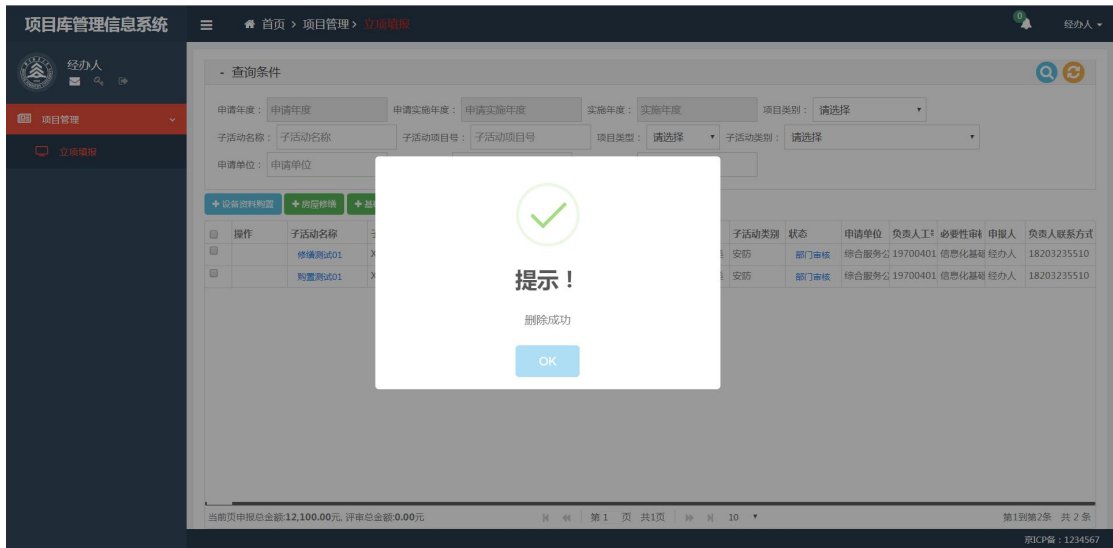 项目库管理信息系统
首页 > 项目管理 > 立项填报
0
经办人
经办人
项目管理
立项填报
- 查询条件
申请年度： 申请年度 申请实施年度： 申请实施年度 实施年度： 实施年度 项目类别： 请选择
子活动名称： 子活动名称 子活动项目号： 子活动项目号 项目类型： 请选择 子活动类别： 请选择
申请单位： 申请单位
+ 设备资料购置 + 房屋修缮 + 基
操作 子活动名称 子活动类别 状态 申请单位 负责人工 必要性审 申报人 负责人联系方式
修缮测试01 安防 部门审核 综合服务公 19700401 信息化基础 经办人 18203235510
购置测试01 安防 部门审核 综合服务公 19700401 信息化基础 经办人 18203235510
提示！
删除成功
OK
当前页申报总金额:12,100.00元, 评审总金额:0.00元 第 1 页 共1页 10 第1到第2条 共 2 条
京ICP备：1234567